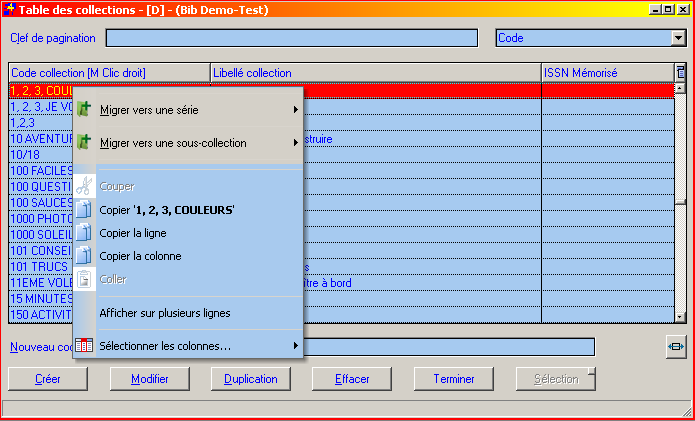 Table des collections - [D] - (Bib Demo-Test)
Clef de pagination
Code
Code collection [M Clic droit] Libellé collection ISSN Mémorisé
1, 2, 3, COUL
1, 2, 3, JE VO
1,2,3
10 AVENTUR struire
10/18
100 FACILES
100 QUESTI
100 SAUCES
1000 PHOTO
1000 SOLEIL
101 CONSEI
101 TRUCS s
11EME VOLE ître à bord
15 MINUTES
150 ACTIVIT
Migrer vers une série
Migrer vers une sous-collection
Couper
Copier '1, 2, 3, COULEURS'
Copier la ligne
Copier la colonne
Coller
Afficher sur plusieurs lignes
Sélectionner les colonnes...
Nouveau co
Créer Modifier Duplication Effacer Terminer Sélection